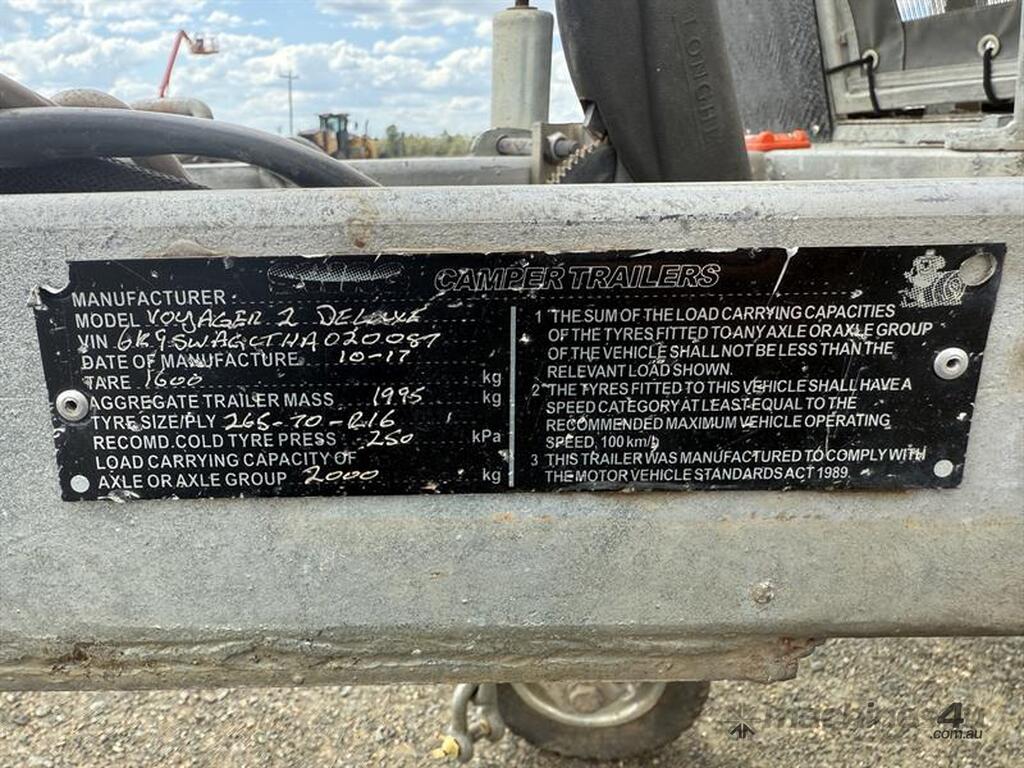 LONGHI
CAMPER TRAILERS
MANUFACTURER
MODEL VOYAGER 2 DELUXE
VIN 6K9SWAGCTHA020087
DATE OF MANUFACTURE 10-17
TARE 1600 kg
AGGREGATE TRAILER MASS 1995 kg
TYRE SIZE/PLY 265-70-R16
RECOMD.COLD TYRE PRESS 250 kPa
LOAD CARRYING CAPACITY OF
AXLE OR AXLE GROUP 2000 kg
1 THE SUM OF THE LOAD CARRYING CAPACITIES
OF THE TYRES FITTED TO ANY AXLE OR AXLE GROUP
OF THE VEHICLE SHALL NOT BE LESS THAN THE
RELEVANT LOAD SHOWN.
2 THE TYRES FITTED TO THIS VEHICLE SHALL HAVE A
SPEED CATEGORY AT LEAST EQUAL TO THE
RECOMMENDED MAXIMUM VEHICLE OPERATING
SPEED, 100 km/h
3 THIS TRAILER WAS MANUFACTURED TO COMPLY WITH
THE MOTOR VEHICLE STANDARDS ACT 1989.
machines4u
.com.au